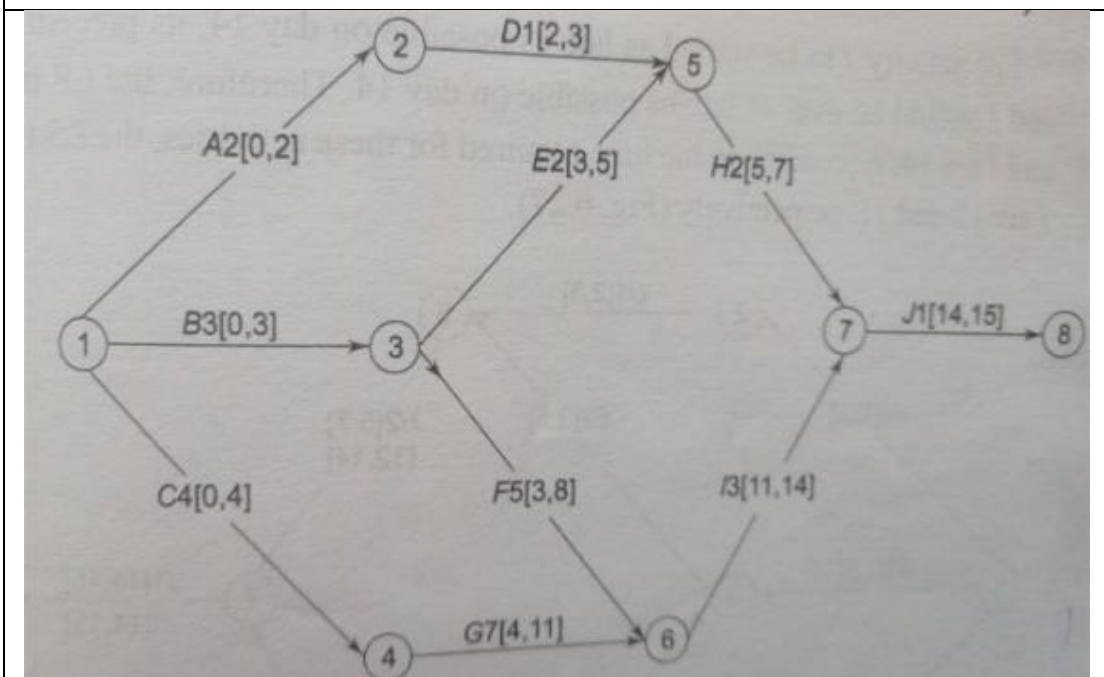 2
D1[2,3]
5
A2[0,2]
E2[3,5]
H2[5,7]
1
B3[0,3]
3
7
J1[14,15]
8
C4[0,4]
F5[3,8]
I3[11,14]
4
G7[4,11]
6